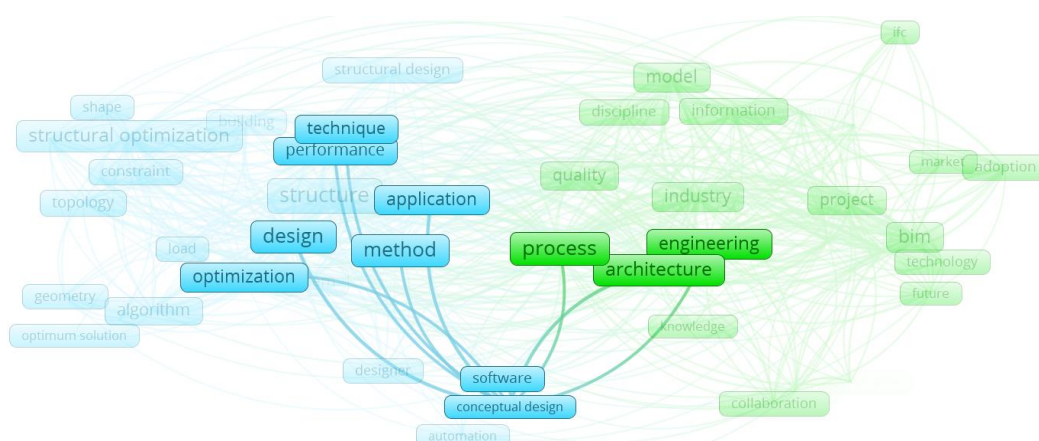 ifc
structural design
model
shape
building
discipline
information
structural optimization
technique
performance
market
adoption
constraint
quality
structure
application
industry
project
topology
design
process
engineering
bim
load
method
architecture
technology
optimization
geometry
algorithm
future
optimum solution
knowledge
designer
software
conceptual design
collaboration
automation